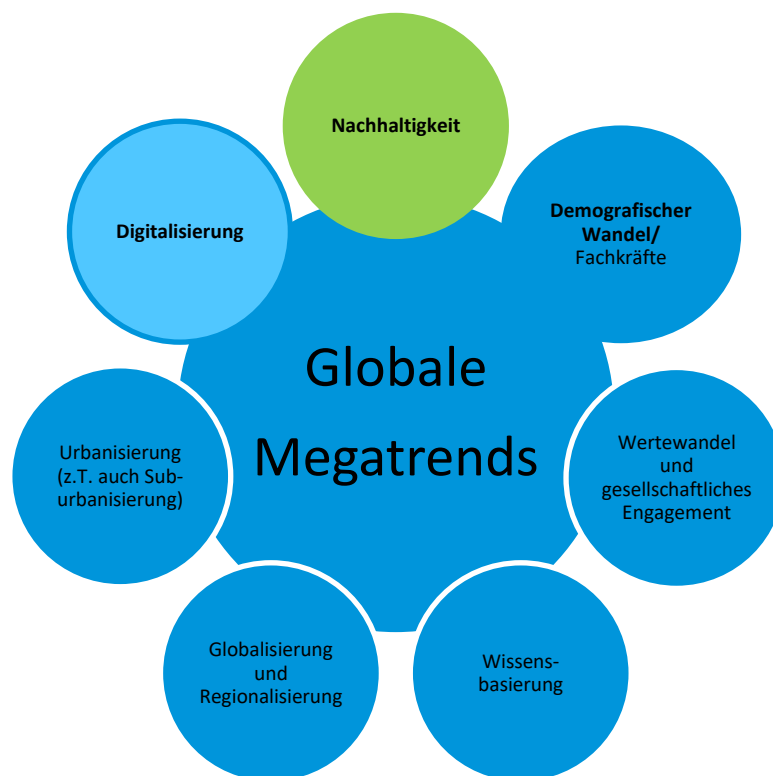 Nachhaltigkeit
Demografischer
Wandel/
Fachkräfte
Digitalisierung
Globale
Megatrends
Urbanisierung
(z.T. auch Sub-
urbanisierung)
Wertewandel
und
gesellschaftliches
Engagement
Globalisierung
und
Regionalisierung
Wissens-
basierung